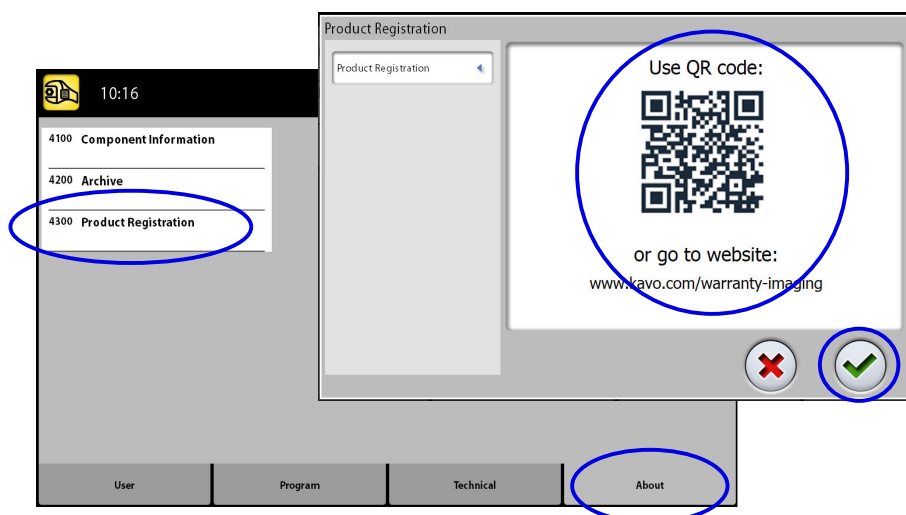 10:16
4100 Component Information
4200 Archive
4300 Product Registration
User
Program
Technical
About
Product Registration
Product Registration
Use QR code:
or go to website:
www.kavo.com/warranty-imaging